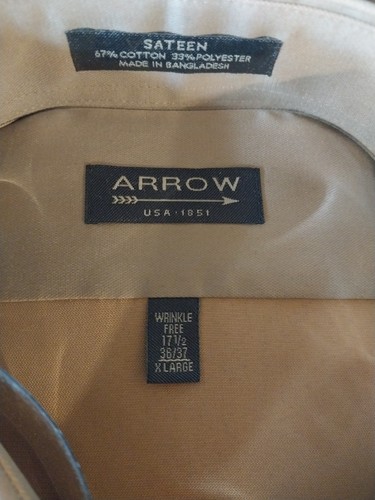 SATEEN
67% COTTON 33% POLYESTER
MADE IN BANGLADESH
ARROW
USA · 1851
WRINKLE
FREE
17 1/2
36/37
X LARGE